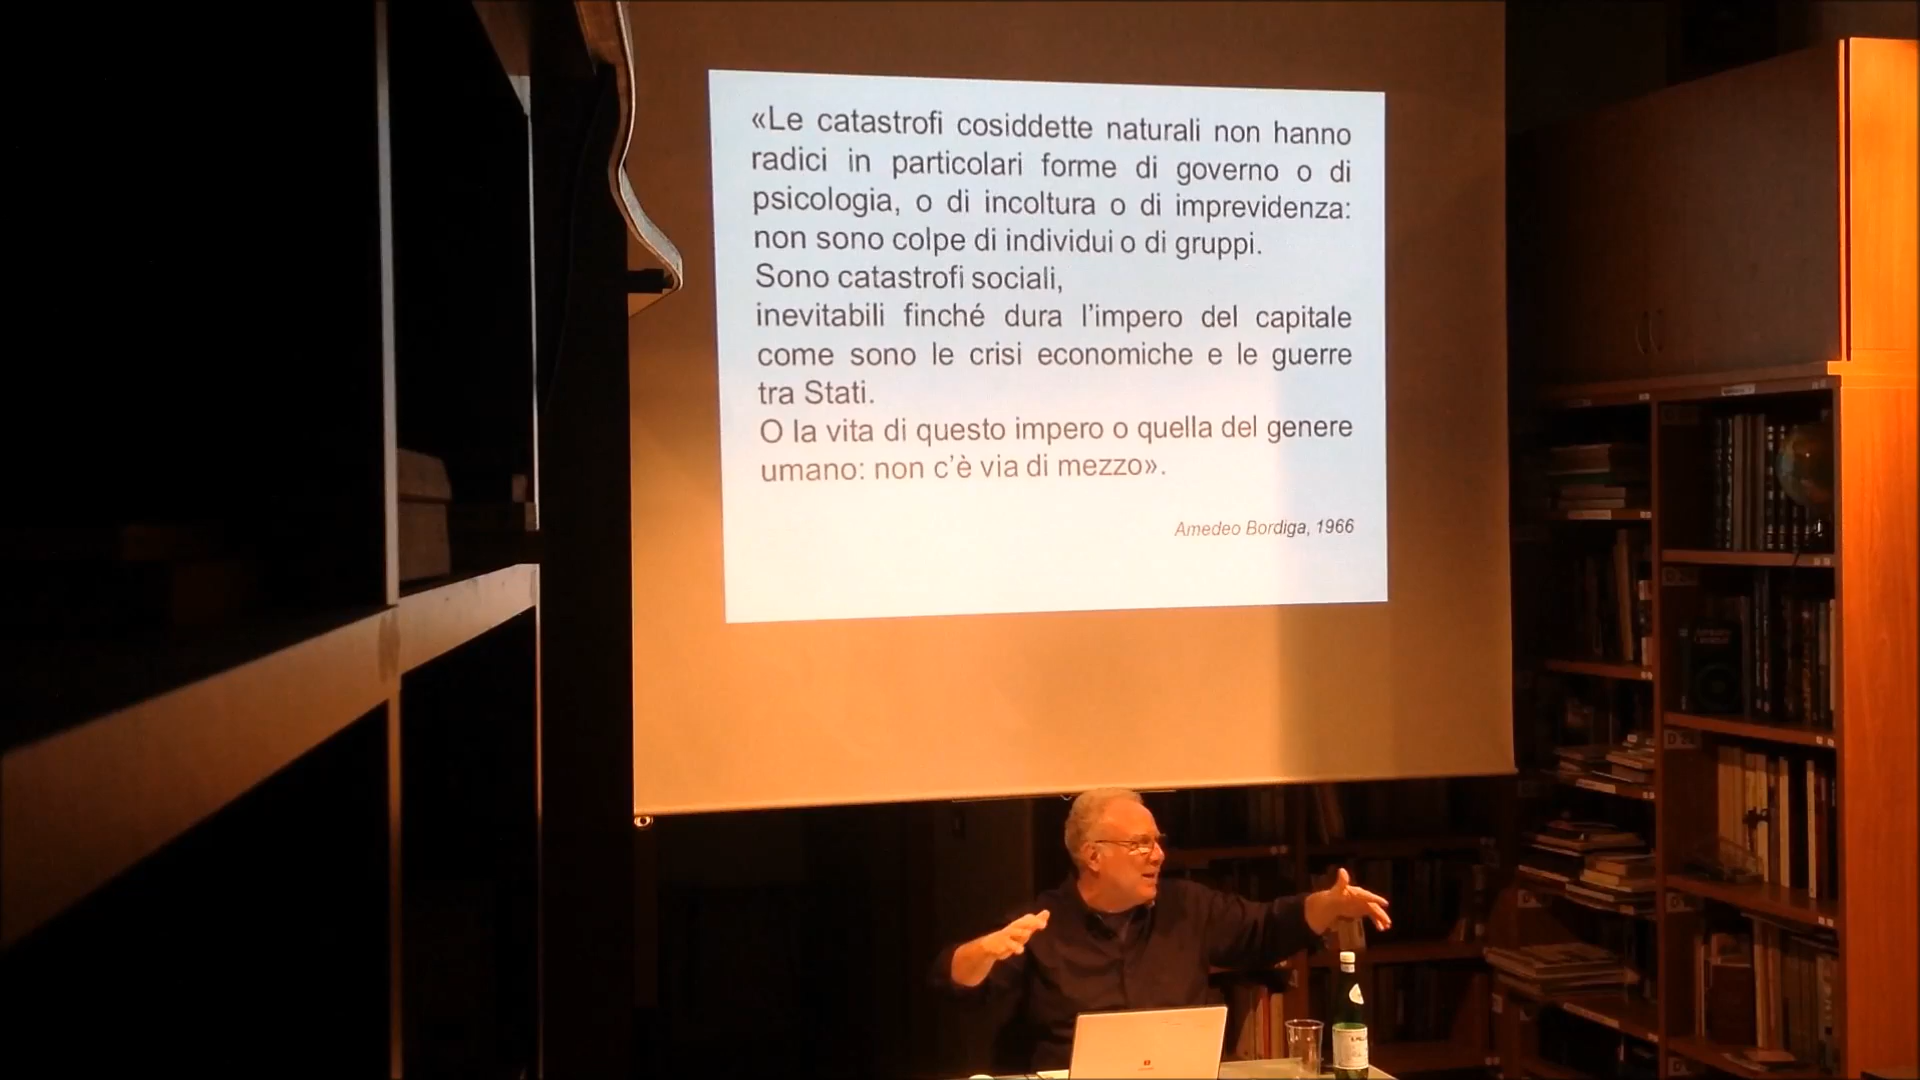 «Le catastrofi cosiddette naturali non hanno
radici in particolari forme di governo o di
psicologia, o di incoltura o di imprevidenza:
non sono colpe di individui o di gruppi.
Sono catastrofi sociali,
inevitabili finché dura l’impero del capitale
come sono le crisi economiche e le guerre
tra Stati.
O la vita di questo impero o quella del genere
umano: non c’è via di mezzo».
Amedeo Bordiga, 1966